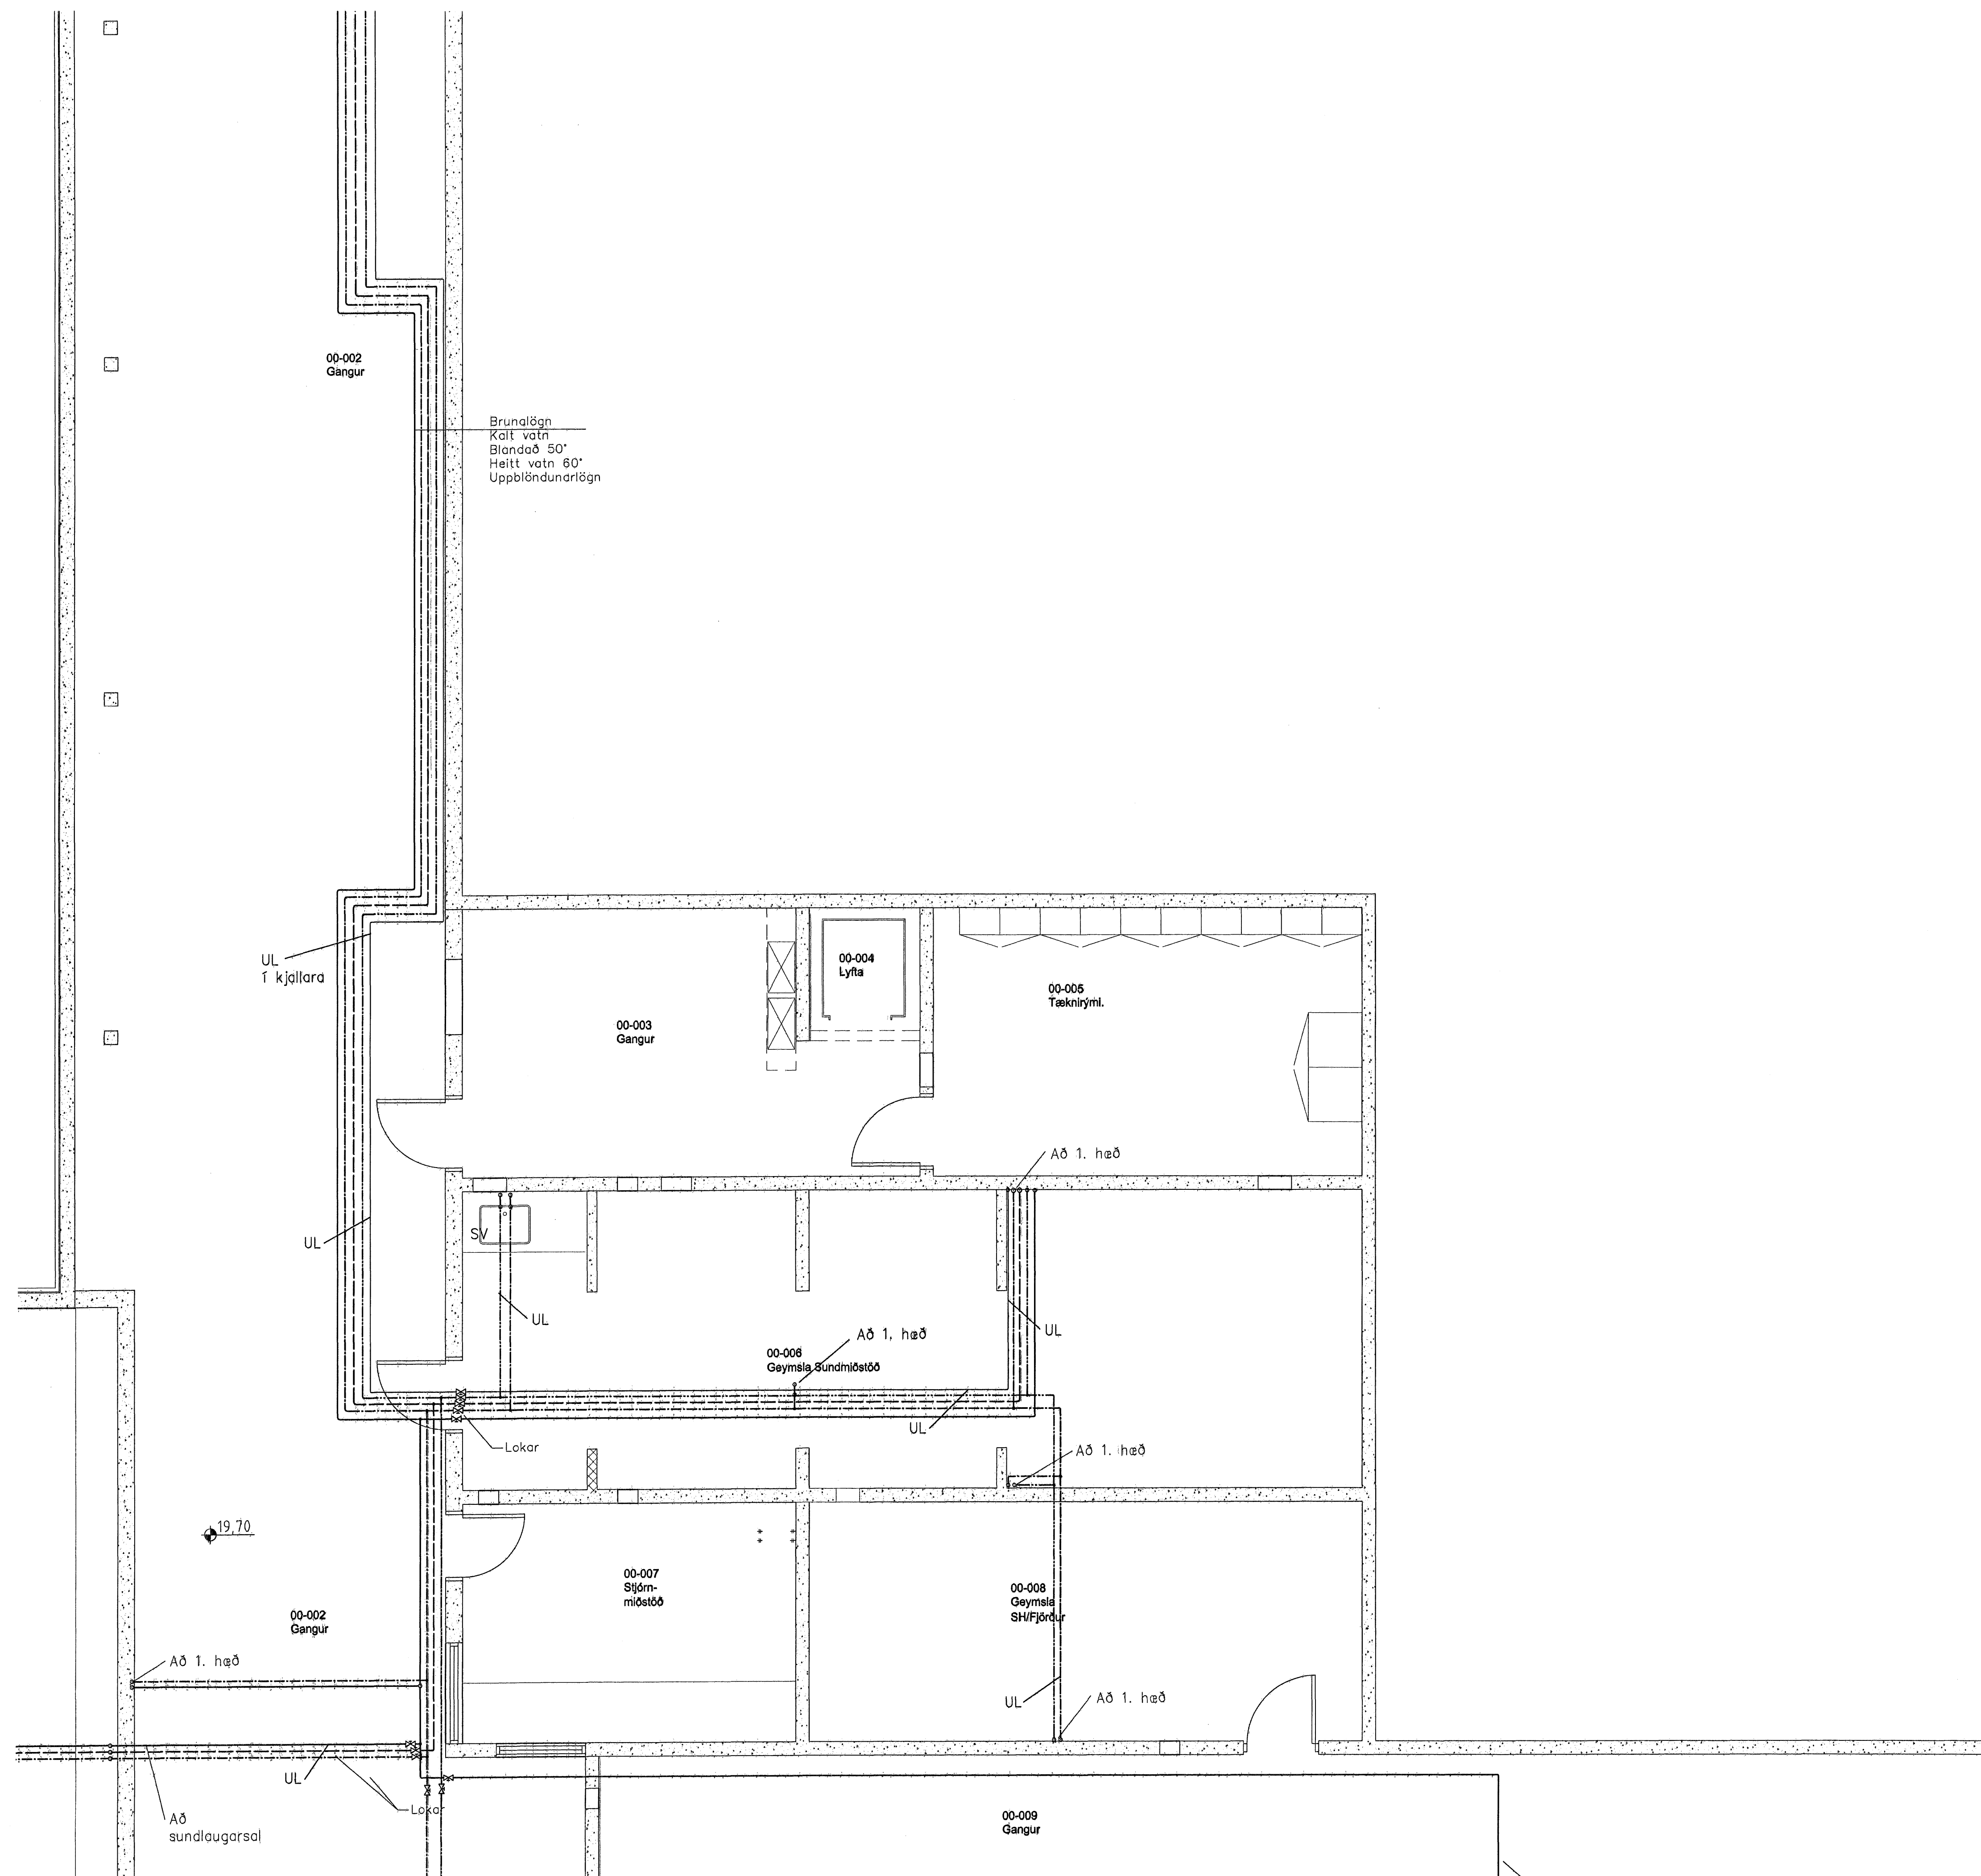 00-002
Gangur
Brunalögn
Kalt vatn
Blandað 50°
Heitt vatn 60°
Uppblöndunarlögn
UL
í kjallara
00-004
Lyfta
00-005
Tæknirými.
00-003
Gangur
Að 1. hæð
UL
SV
UL
UL
Að 1. hæð
00-006
Geymsla Sundmiðstöð
UL
Lokar
Að 1. hæð
19,70
00-007
Stjórn-
miðstöð
00-008
Geymsla
SH/Fjörður
00-002
Gangur
Að 1. hæð
UL
Að 1. hæð
UL
Lokar
Að
sundlaugarsal
00-009
Gangur